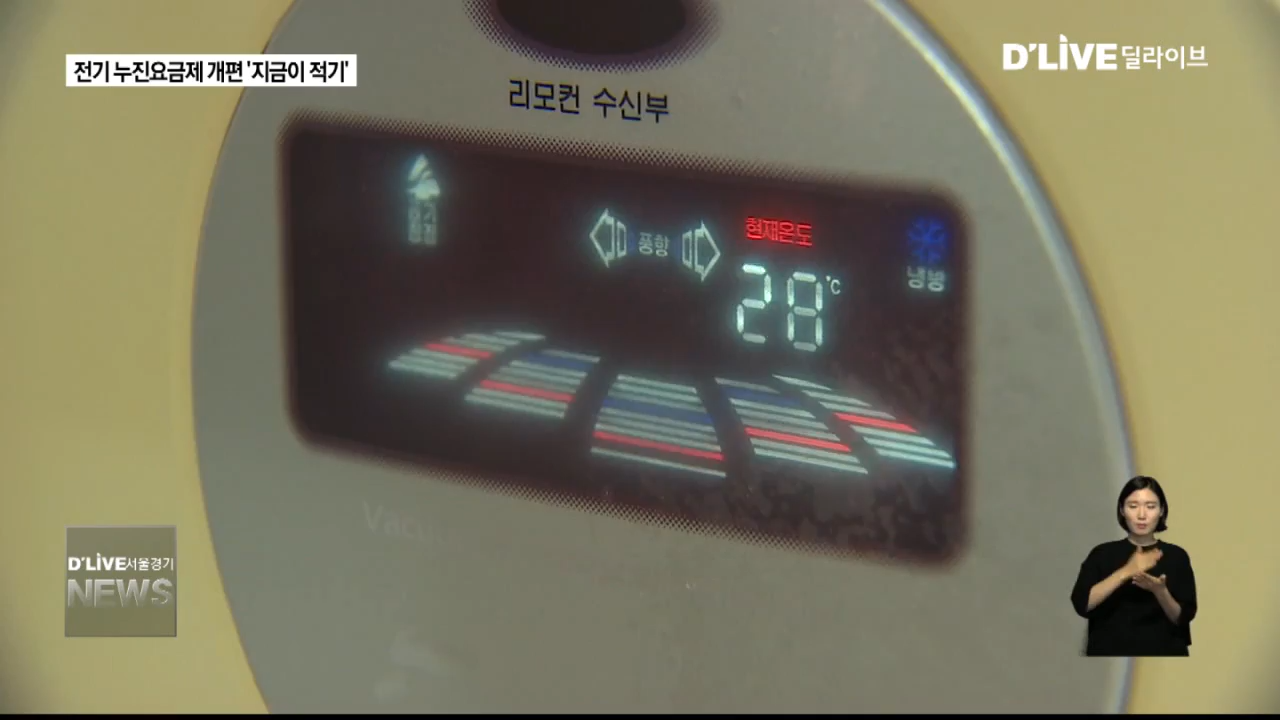 전기 누진요금제 개편 '지금이 적기'
D'LIVE 딜라이브
리모컨 수신부
풍향
현재온도
28℃
냉방
D'LIVE 서울경기
NEWS